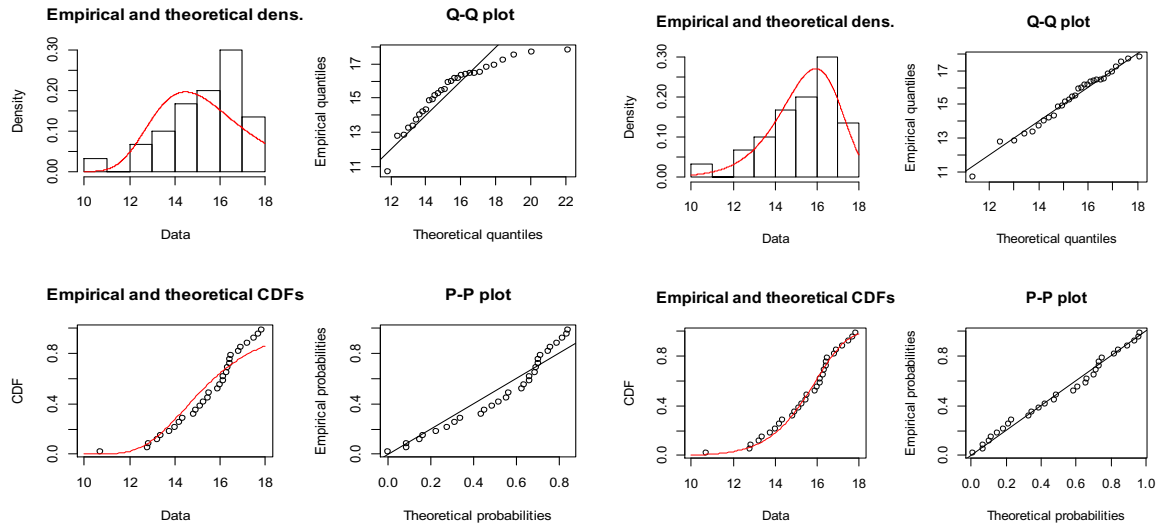 Empirical and theoretical dens.
Density
0.00 0.10 0.20 0.30
10 12 14 16 18
Data
Q-Q plot
Empirical quantiles
11 13 15 17
12 14 16 18 20 22
Theoretical quantiles
Empirical and theoretical dens.
Density
0.00 0.10 0.20 0.30
10 12 14 16 18
Data
Q-Q plot
Empirical quantiles
11 13 15 17
12 14 16 18
Theoretical quantiles
Empirical and theoretical CDFs
CDF
0.0 0.4 0.8
10 12 14 16 18
Data
P-P plot
Empirical probabilities
0.0 0.4 0.8
0.0 0.2 0.4 0.6 0.8
Theoretical probabilities
Empirical and theoretical CDFs
CDF
0.0 0.4 0.8
10 12 14 16 18
Data
P-P plot
Empirical probabilities
0.0 0.4 0.8
0.0 0.2 0.4 0.6 0.8 1.0
Theoretical probabilities